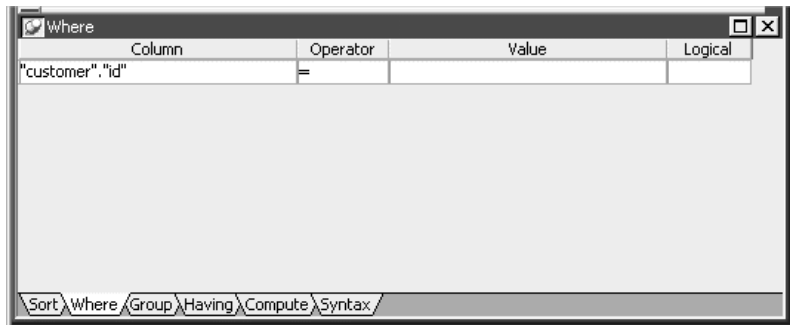 Where
Column Operator Value Logical
"customer"."id" =
Sort Where Group Having Compute Syntax